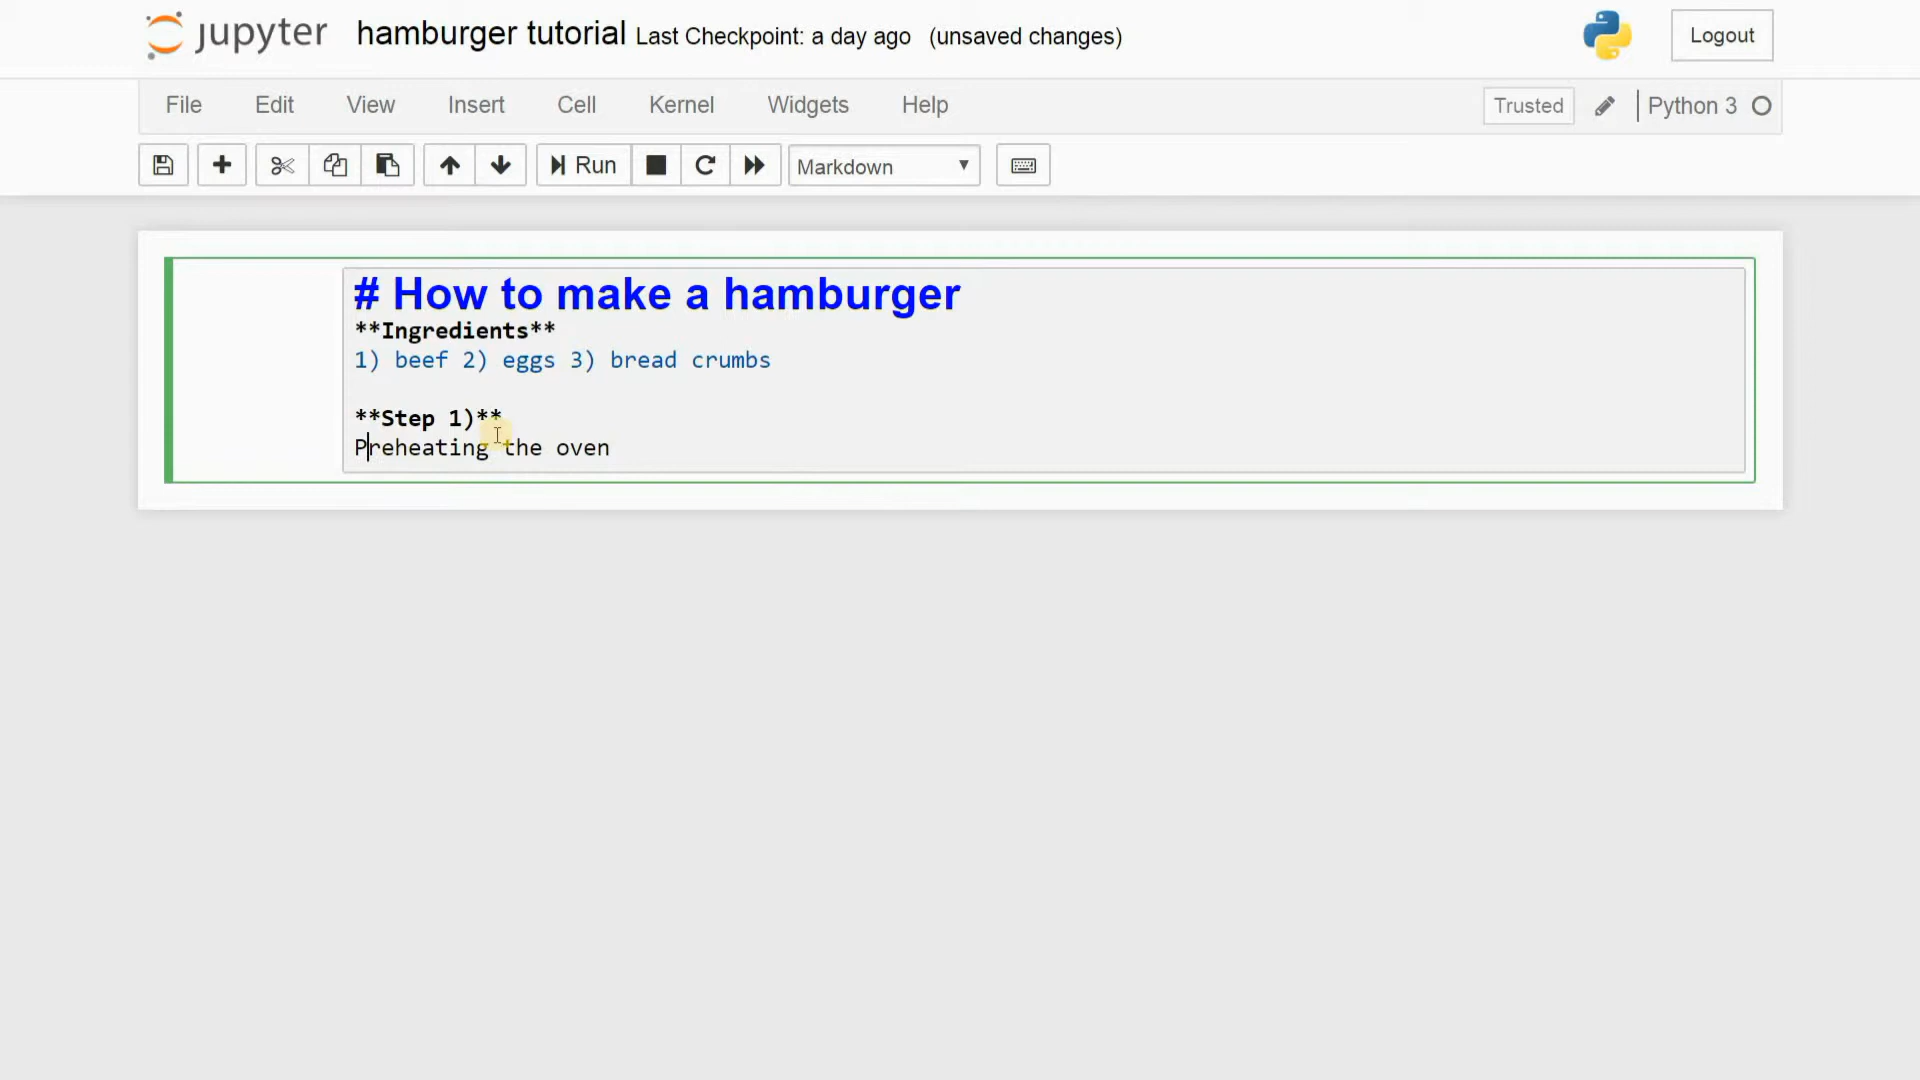 jupyter hamburger tutorial Last Checkpoint: a day ago (unsaved changes) Logout
File Edit View Insert Cell Kernel Widgets Help Trusted Python 3
Run Markdown
# How to make a hamburger
**Ingredients**
1) beef 2) eggs 3) bread crumbs
**Step 1)**
Preheating the oven